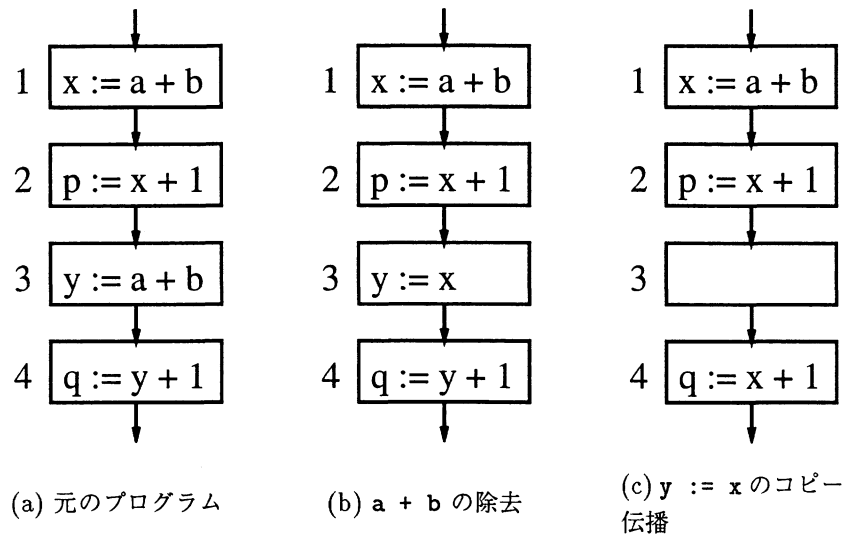 1 x := a + b
2 p := x + 1
3 y := a + b
4 q := y + 1
(a) 元のプログラム
1 x := a + b
2 p := x + 1
3 y := x
4 q := y + 1
(b) a + b の除去
1 x := a + b
2 p := x + 1
3
4 q := x + 1
(c) y := x のコピー
伝播